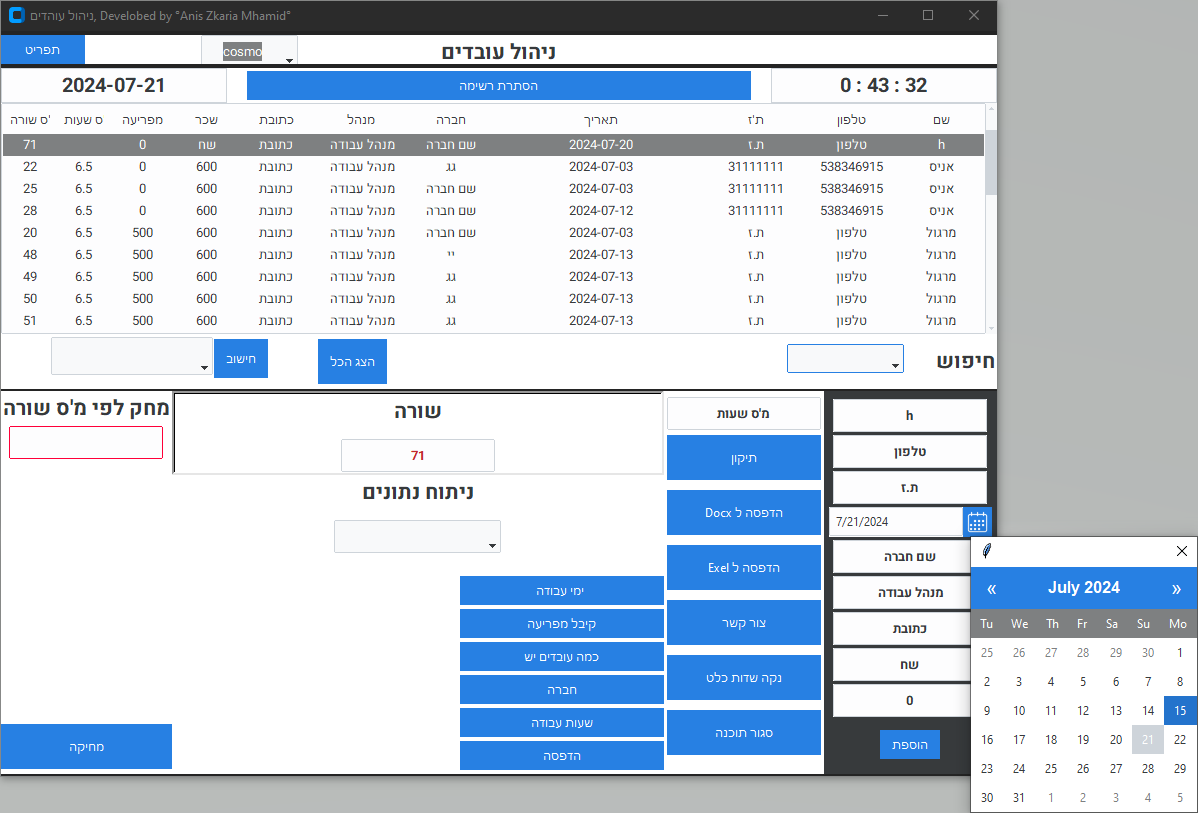 ניהול עוהדים, Develobed by °Anis Zkaria Mhamid°
תפריט
cosmo
ניהול עובדים
2024-07-21
הסתרת רשימה
0 : 43 : 32
שם טלפון ת'ז תאריך חברה מנהל כתובת שכר מפריעה ס שעות 'ס שורה
h טלפון ת.ז 2024-07-20 שם חברה מנהל עבודה כתובת שח 0 71
אניס 538346915 31111111 2024-07-03 גג מנהל עבודה כתובת 600 0 6.5 22
אניס 538346915 31111111 2024-07-03 שם חברה מנהל עבודה כתובת 600 0 6.5 25
אניס 538346915 31111111 2024-07-12 שם חברה מנהל עבודה כתובת 600 0 6.5 28
מרגול טלפון ת.ז 2024-07-03 שם חברה מנהל עבודה כתובת 600 500 6.5 20
מרגול טלפון ת.ז 2024-07-13 יי מנהל עבודה כתובת 600 500 6.5 48
מרגול טלפון ת.ז 2024-07-13 גג מנהל עבודה כתובת 600 500 6.5 49
מרגול טלפון ת.ז 2024-07-13 גג מנהל עבודה כתובת 600 500 6.5 50
מרגול טלפון ת.ז 2024-07-13 גג מנהל עבודה כתובת 600 500 6.5 51
חיפוש
הצג הכל
חישוב
h
טלפון
ת.ז
7/21/2024
שם חברה
מנהל עבודה
כתובת
שח
0
הוספת
מ'ס שעות
תיקון
הדפסה ל Docx
הדפסה ל Exel
צור קשר
נקה שדות כלט
סגור תוכנה
שורה
71
ניתוח נתונים
ימי עבודה
קיבל מפריעה
כמה עובדים יש
חברה
שעות עבודה
הדפסה
מחק לפי מ'ס שורה
מחיקה
« July 2024 »
Tu We Th Fr Sa Su Mo
25 26 27 28 29 30 1
2 3 4 5 6 7 8
9 10 11 12 13 14 15
16 17 18 19 20 21 22
23 24 25 26 27 28 29
30 31 1 2 3 4 5